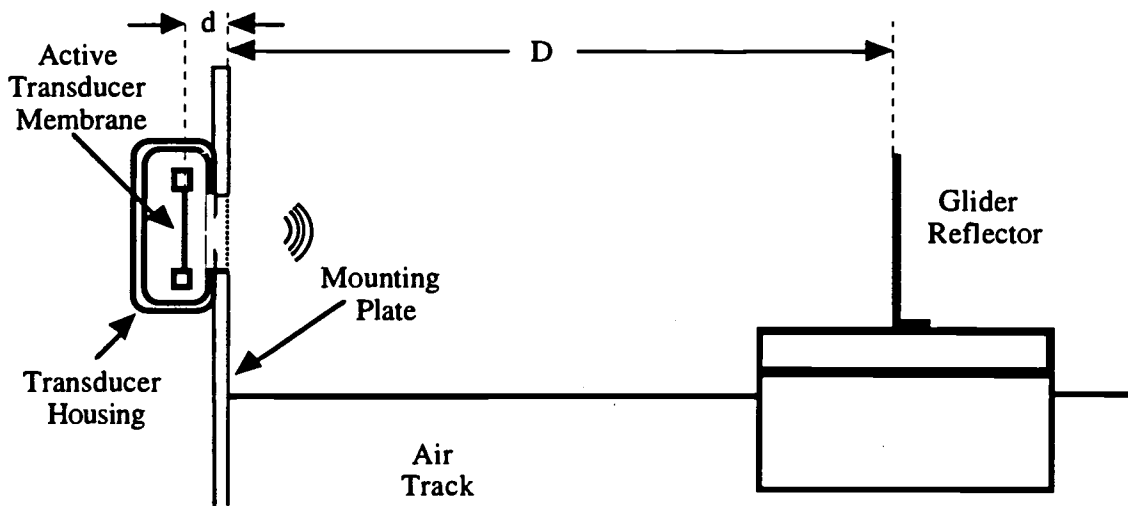 d
D
Active
Transducer
Membrane
Glider
Reflector
Mounting
Plate
Transducer
Housing
Air
Track